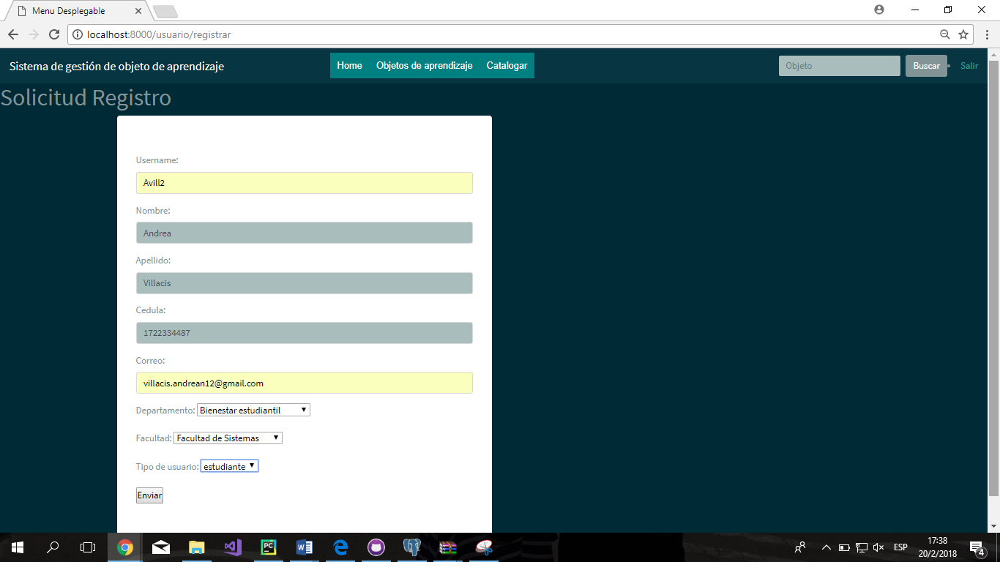 Menu Desplegable
localhost:8000/usuario/registrar
Sistema de gestión de objeto de aprendizaje
Home Objetos de aprendizaje Catalogar
Objeto Buscar Salir
Solicitud Registro
Username:
Avill2
Nombre:
Andrea
Apellido:
Villacis
Cedula:
1722334487
Correo:
villacis.andrean12@gmail.com
Departamento: Bienestar estudiantil
Facultad: Facultad de Sistemas
Tipo de usuario: estudiante
Enviar
PC
W
ESP
17:38
20/2/2018
4